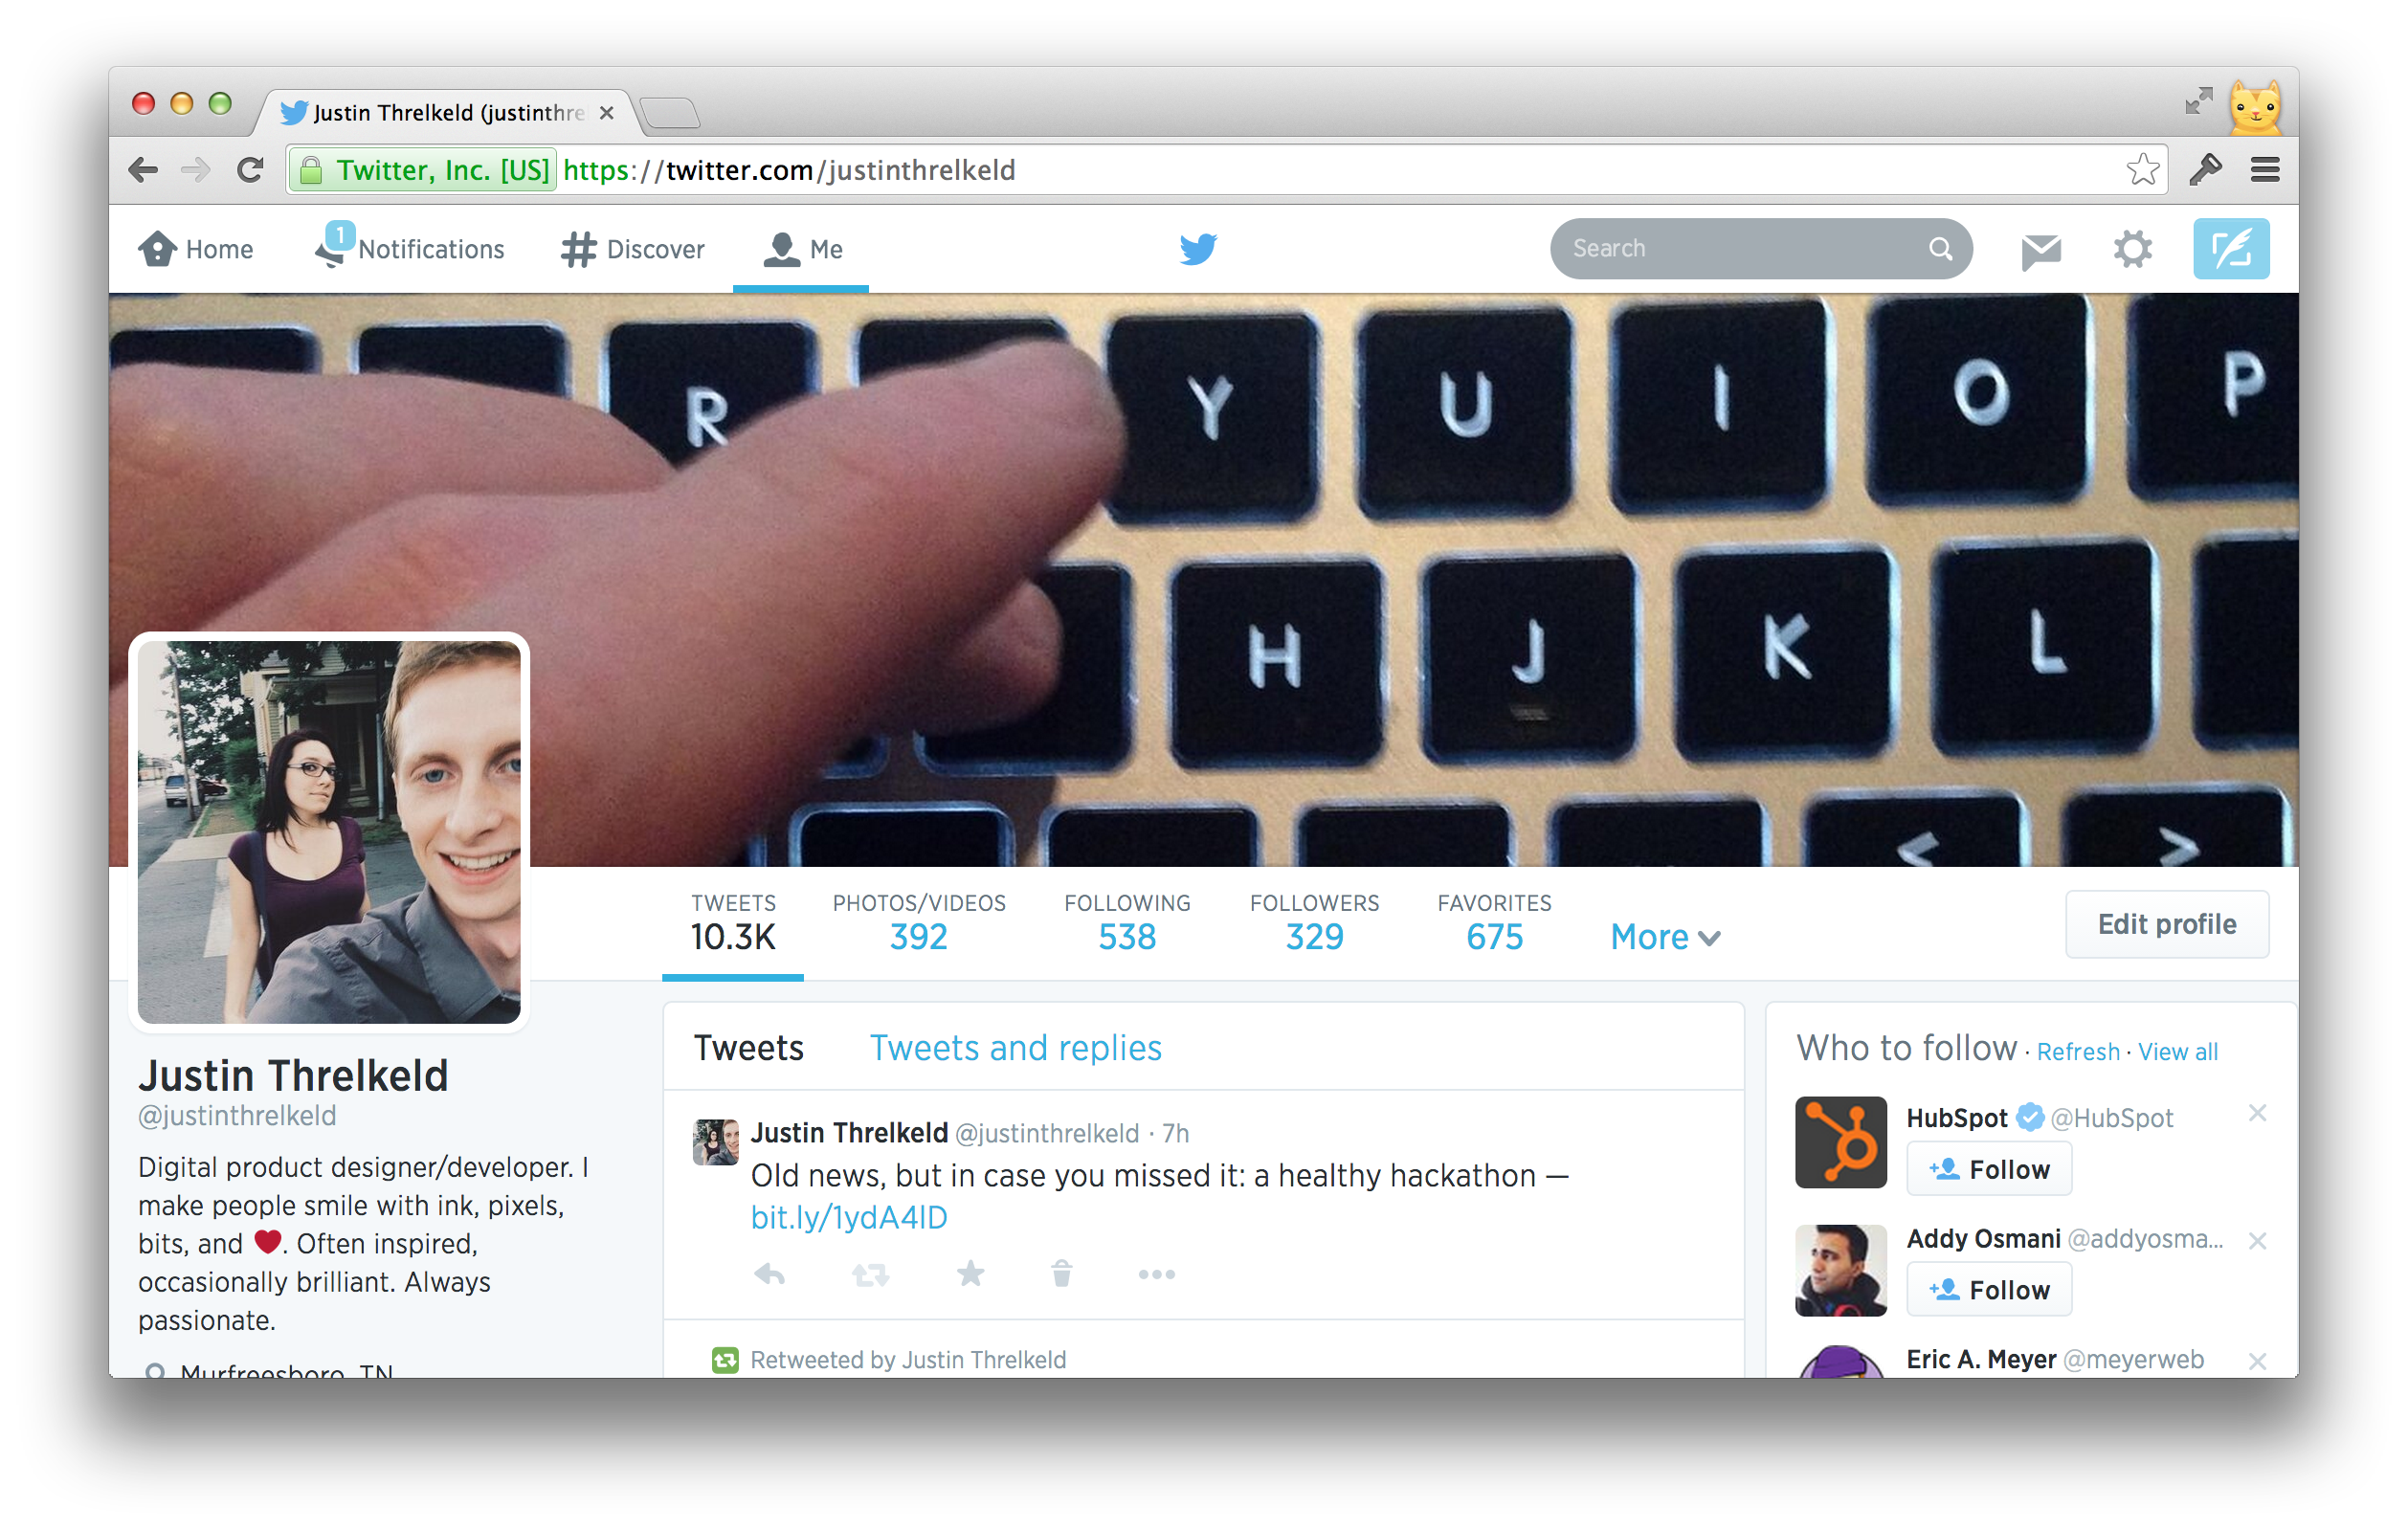 Justin Threlkeld (justinthre
Twitter, Inc. [US] https://twitter.com/justinthrelkeld
Home 1 Notifications Discover Me Search
R Y U I O P
H J K L
< >
TWEETS PHOTOS/VIDEOS FOLLOWING FOLLOWERS FAVORITES
10.3K 392 538 329 675 More
Edit profile
Justin Threlkeld
@justinthrelkeld
Digital product designer/developer. I
make people smile with ink, pixels,
bits, and ❤. Often inspired,
occasionally brilliant. Always
passionate.
Murfreesboro, TN
Tweets Tweets and replies
Justin Threlkeld @justinthrelkeld · 7h
Old news, but in case you missed it: a healthy hackathon —
bit.ly/1ydA4lD
Retweeted by Justin Threlkeld
Who to follow · Refresh · View all
HubSpot @HubSpot
Follow
Addy Osmani @addyosma...
Follow
Eric A. Meyer @meyerweb